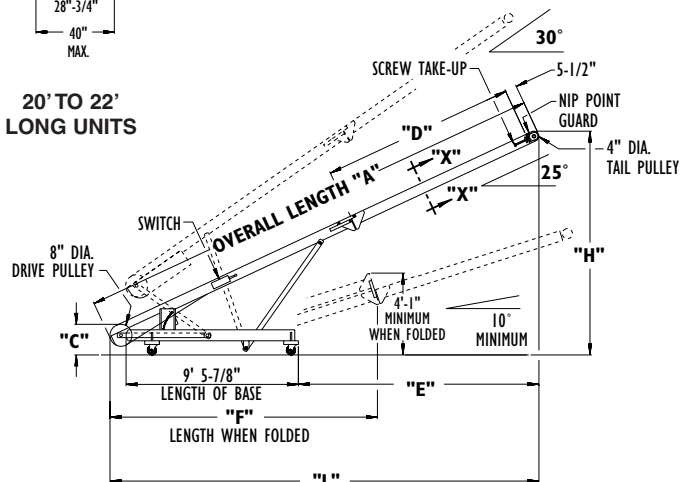 28"-3/4"
40"
MAX.
20' TO 22'
LONG UNITS
30°
SCREW TAKE-UP
5-1/2"
NIP POINT
GUARD
"D"
4" DIA.
TAIL PULLEY
"X"
25°
"X"
OVERALL LENGTH "A"
SWITCH
8" DIA.
DRIVE PULLEY
"H"
4'-1"
MINIMUM
WHEN FOLDED
10°
MINIMUM
"C"
9' 5-7/8"
LENGTH OF BASE
"E"
"F"
LENGTH WHEN FOLDED